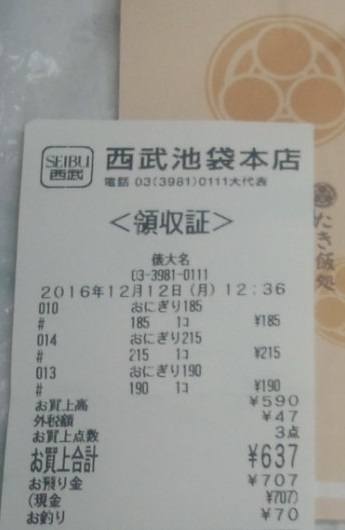 SEIBU
西武
西武池袋本店
電話 03(3981)0111大代表
<領収証>
俵大名
03-3981-0111
2016年12月12日(月) 12:36
010 おにぎり185
# 185 1コ ¥185
014 おにぎり215
# 215 1コ ¥215
013 おにぎり190
# 190 1コ ¥190
お買上高 ¥590
外税額 ¥47
お買上点数 3点
お買上合計 ¥637
お預り金 ¥707
(現金 ¥707)
お釣り ¥70
たき飯処